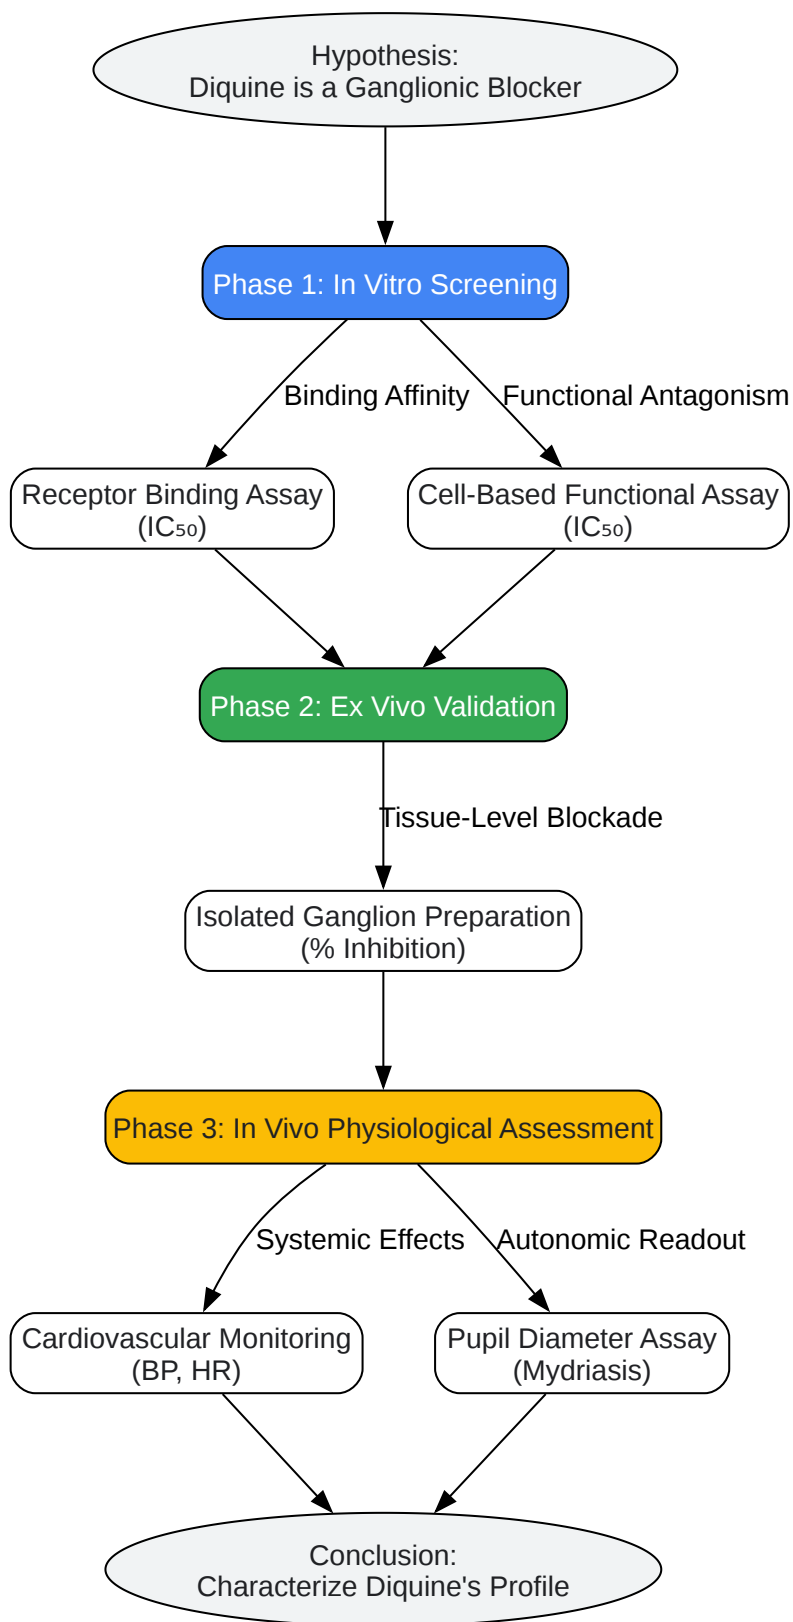 Hypothesis:
Diquine is a Ganglionic Blocker
Phase 1: In Vitro Screening
Binding Affinity
Functional Antagonism
Receptor Binding Assay
(IC₅₀)
Cell-Based Functional Assay
(IC₅₀)
Phase 2: Ex Vivo Validation
Tissue-Level Blockade
Isolated Ganglion Preparation
(% Inhibition)
Phase 3: In Vivo Physiological Assessment
Systemic Effects
Autonomic Readout
Cardiovascular Monitoring
(BP, HR)
Pupil Diameter Assay
(Mydriasis)
Conclusion:
Characterize Diquine's Profile